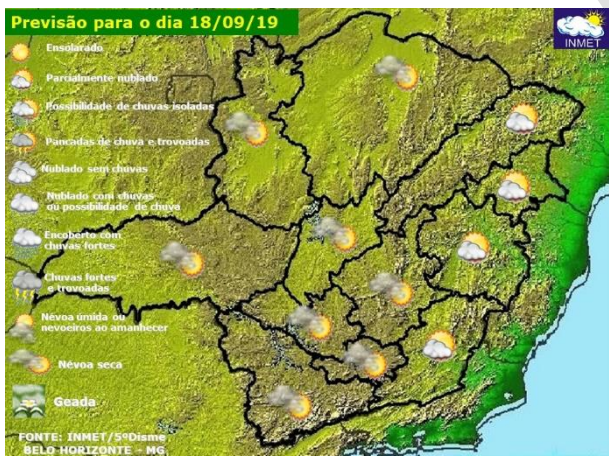 Previsão para o dia 18/09/19
INMET
Ensolarado
Parcialmente nublado
Possibilidade de chuvas isoladas
Pancadas de chuva e trovoadas
Nublado sem chuvas
Nublado com chuvas
ou possibilidade de chuva
Encoberto com
chuvas fortes
Chuvas fortes
e trovoadas
Névoa úmida ou
nevoeiros ao amanhecer
Névoa seca
Geada
FONTE: INMET/5ºDisme
BELO HORIZONTE - MG